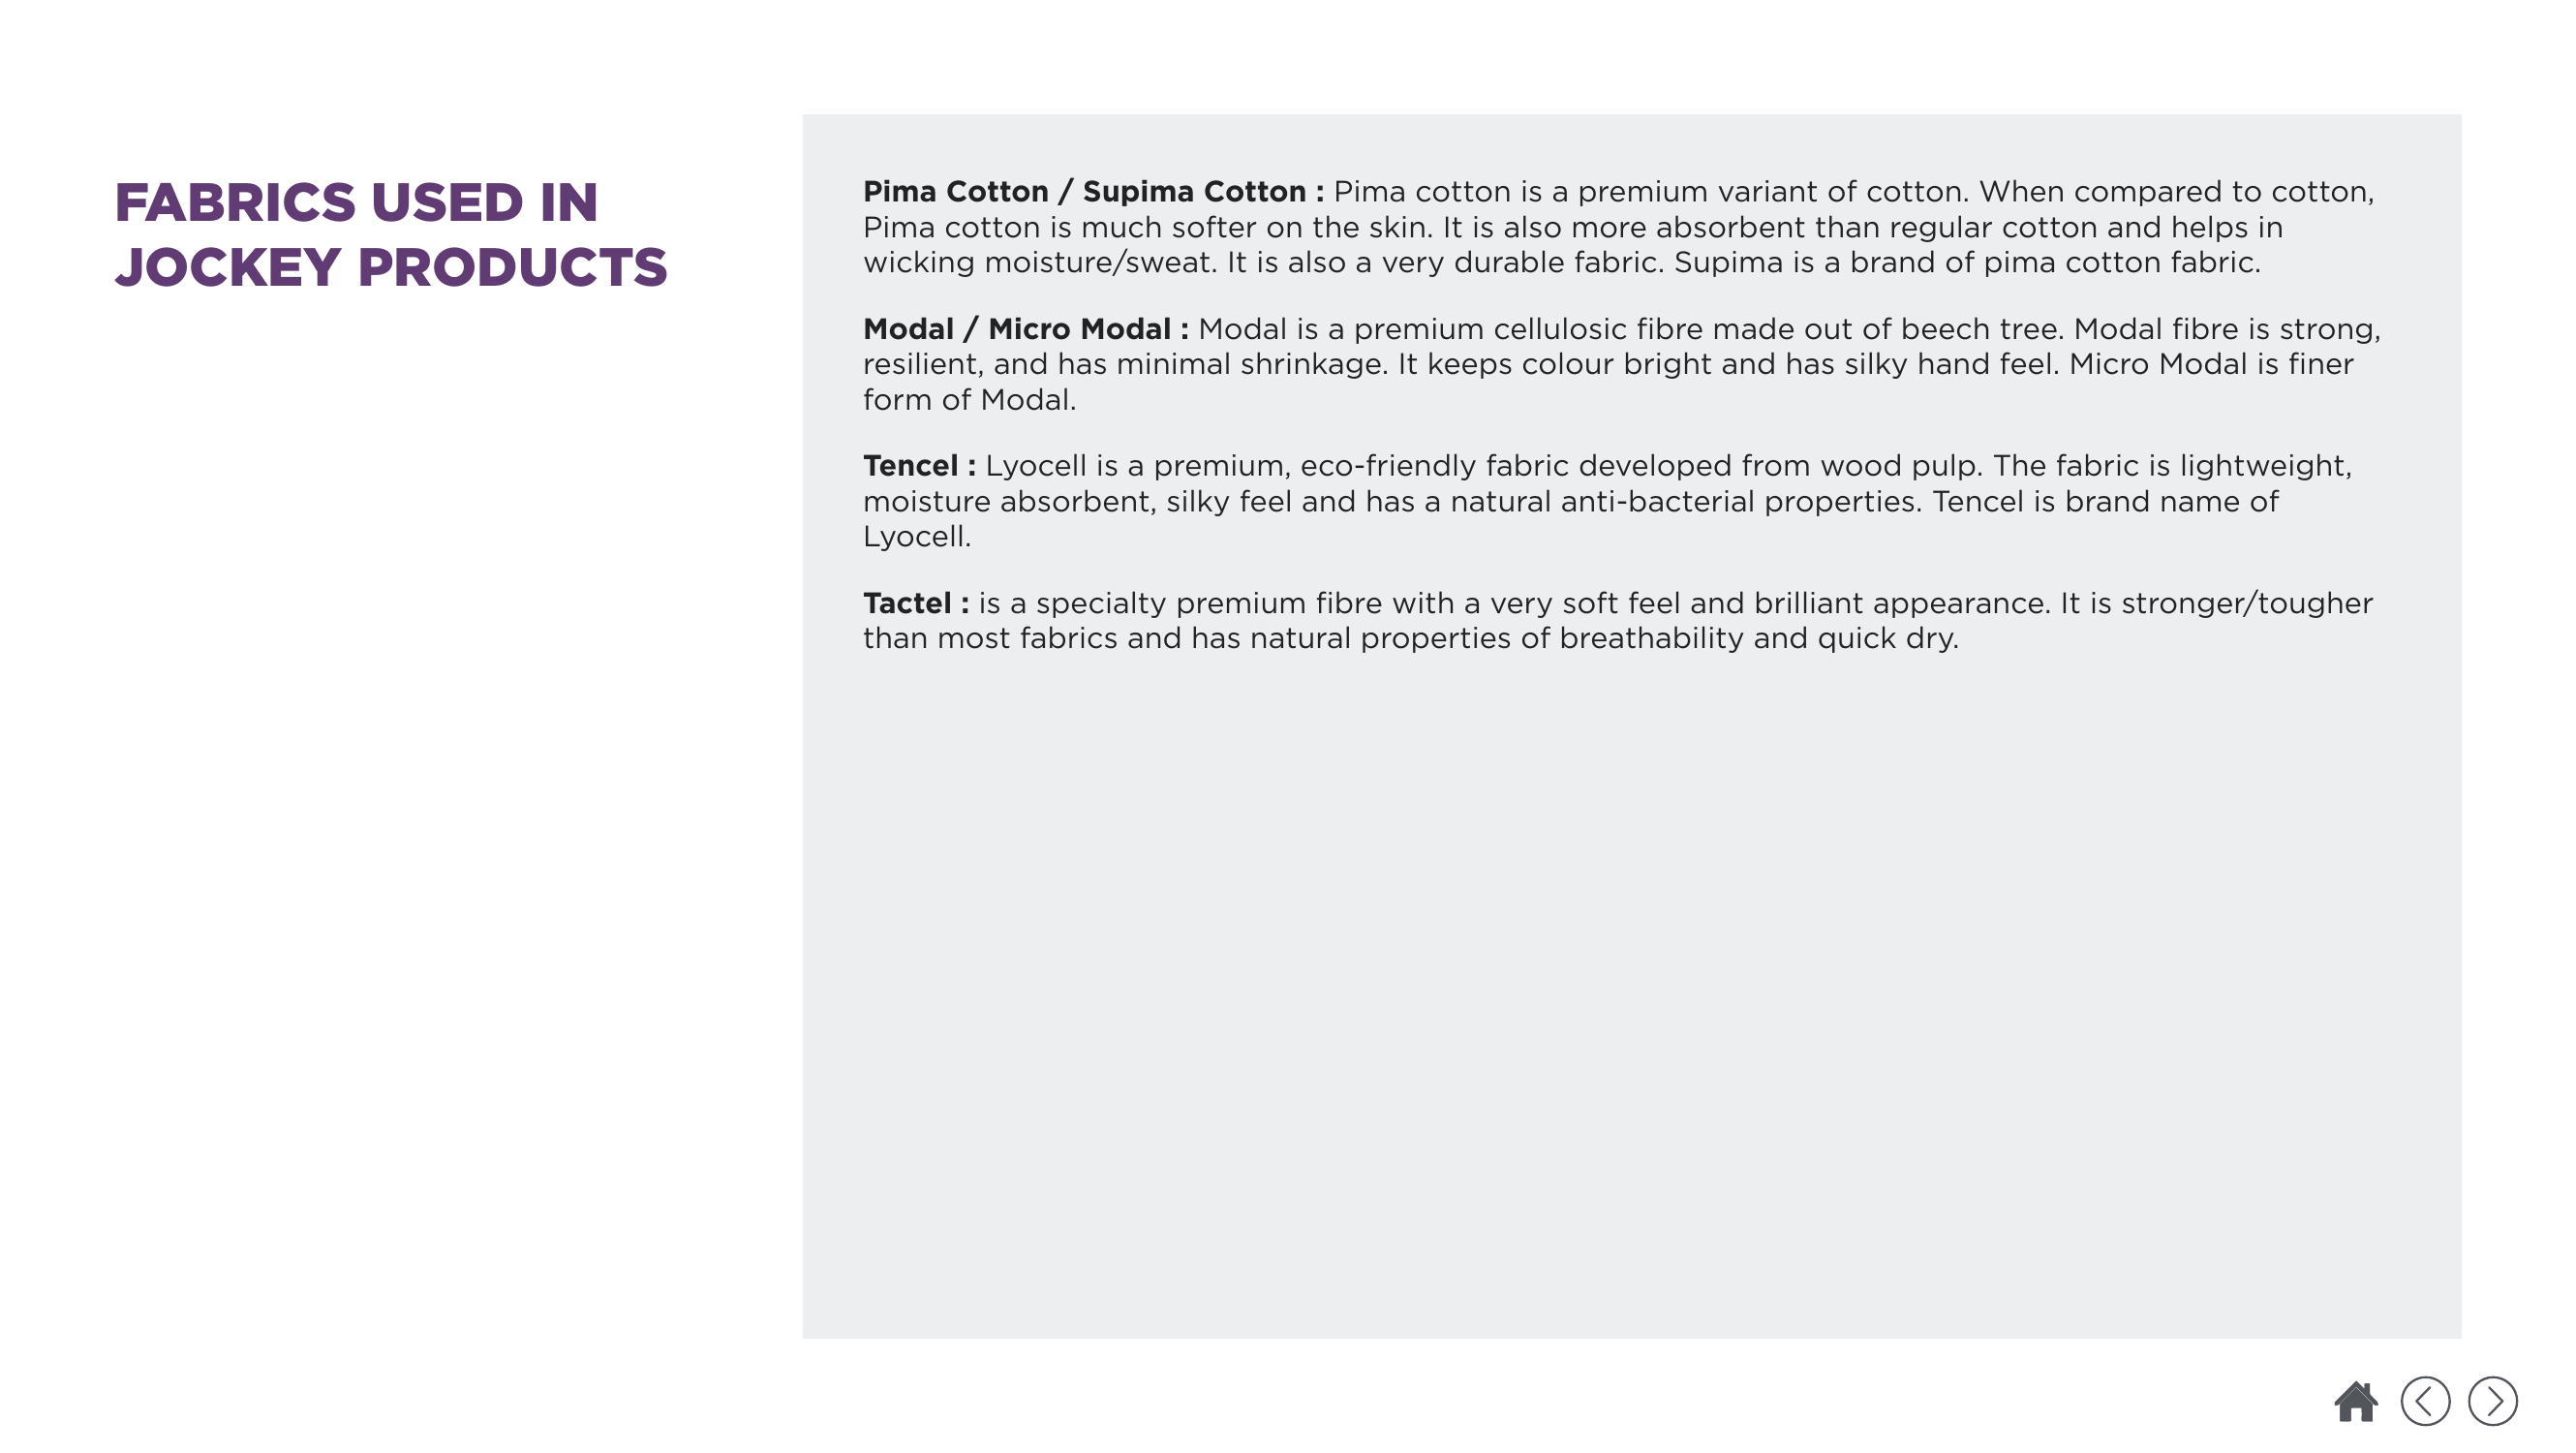 FABRICS USED IN
JOCKEY PRODUCTS
Pima Cotton / Supima Cotton : Pima cotton is a premium variant of cotton. When compared to cotton,
Pima cotton is much softer on the skin. It is also more absorbent than regular cotton and helps in
wicking moisture/sweat. It is also a very durable fabric. Supima is a brand of pima cotton fabric.
Modal / Micro Modal : Modal is a premium cellulosic fibre made out of beech tree. Modal fibre is strong,
resilient, and has minimal shrinkage. It keeps colour bright and has silky hand feel. Micro Modal is finer
form of Modal.
Tencel : Lyocell is a premium, eco-friendly fabric developed from wood pulp. The fabric is lightweight,
moisture absorbent, silky feel and has a natural anti-bacterial properties. Tencel is brand name of
Lyocell.
Tactel : is a specialty premium fibre with a very soft feel and brilliant appearance. It is stronger/tougher
than most fabrics and has natural properties of breathability and quick dry.